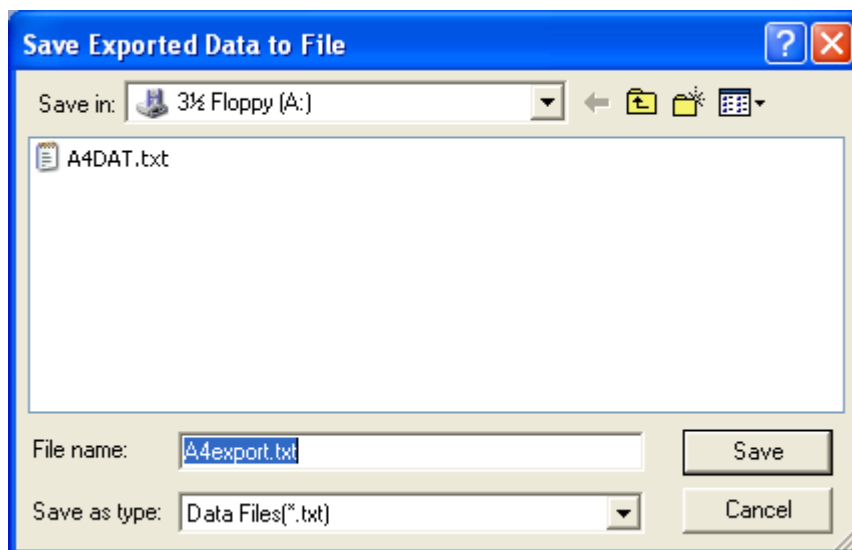 Save Exported Data to File
Save in: 3½ Floppy (A:)
A4DAT.txt
File name: A4export.txt
Save
Save as type: Data Files(*.txt)
Cancel